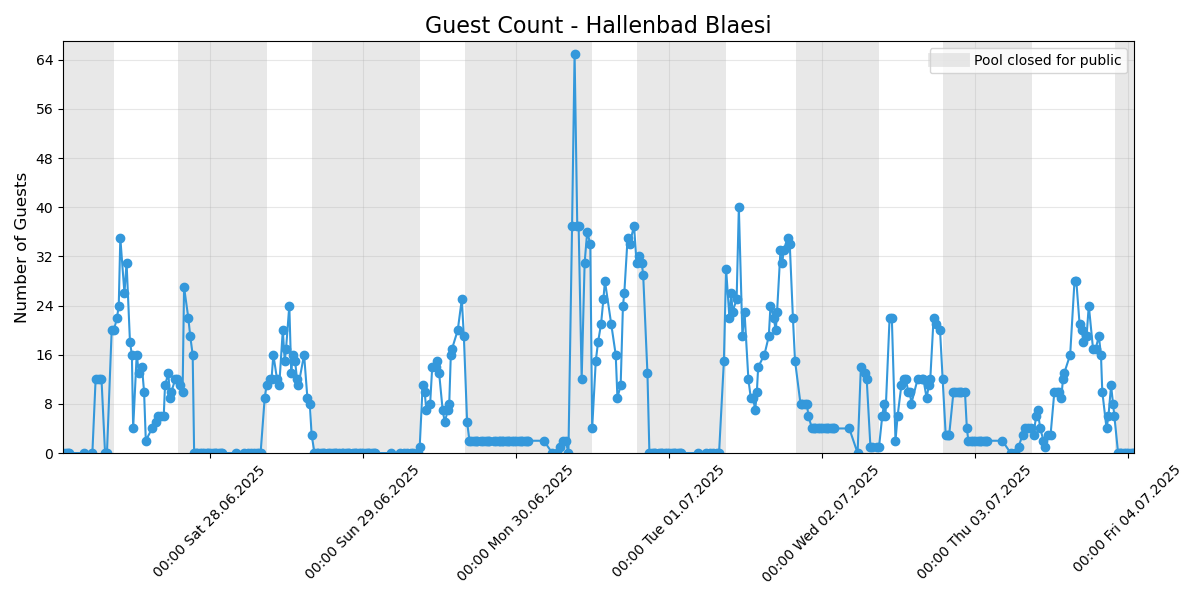 Guest Count - Hallenbad Blaesi
Pool closed for public
Number of Guests
64
56
48
40
32
24
16
8
0
00:00 Sat 28.06.2025
00:00 Sun 29.06.2025
00:00 Mon 30.06.2025
00:00 Tue 01.07.2025
00:00 Wed 02.07.2025
00:00 Thu 03.07.2025
00:00 Fri 04.07.2025